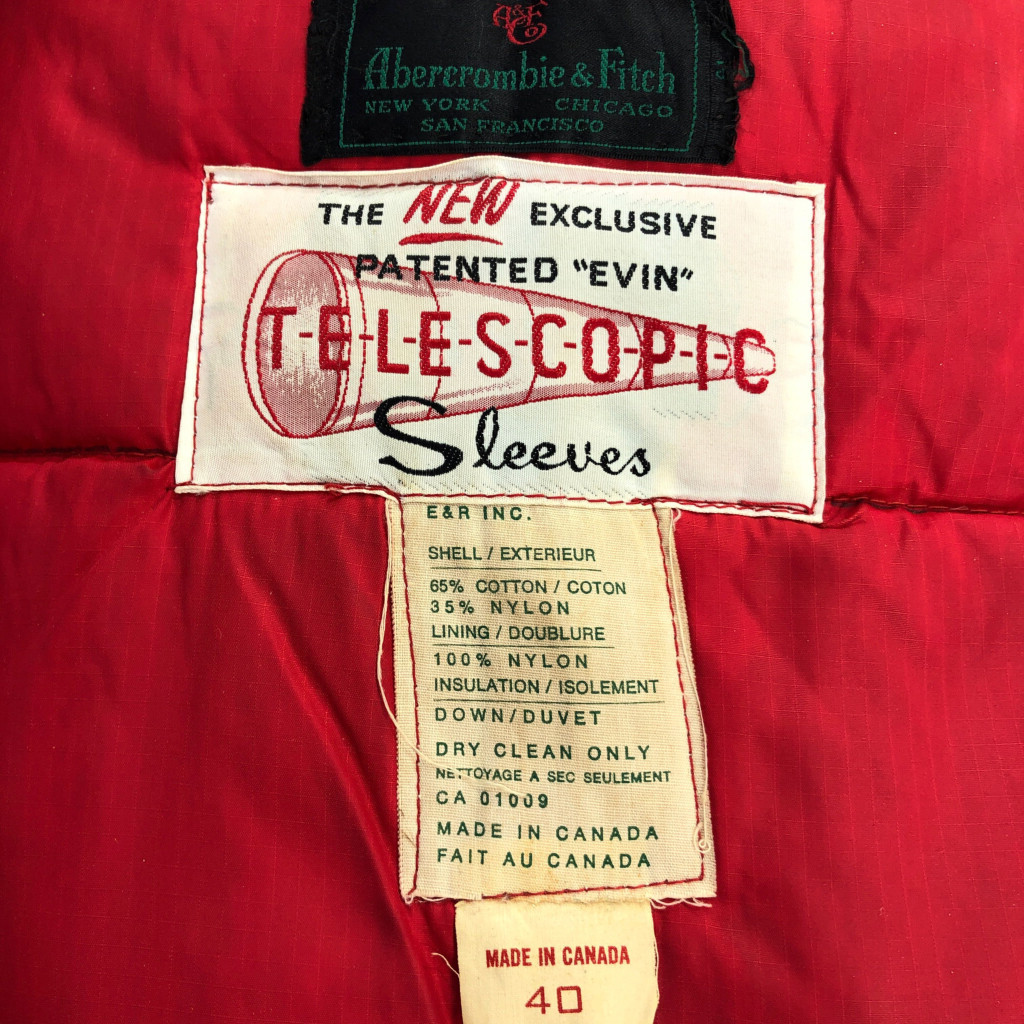 A&F Co
Abercrombie & Fitch
NEW YORK CHICAGO
SAN FRANCISCO
THE NEW EXCLUSIVE
PATENTED "EVIN"
T-E-L-E-S-C-O-P-I-C
Sleeves
E&R INC.
SHELL / EXTERIEUR
65% COTTON / COTON
35% NYLON
LINING / DOUBLURE
100% NYLON
INSULATION / ISOLEMENT
DOWN/DUVET
DRY CLEAN ONLY
NETTOYAGE A SEC SEULEMENT
CA 01009
MADE IN CANADA
FAIT AU CANADA
MADE IN CANADA
40